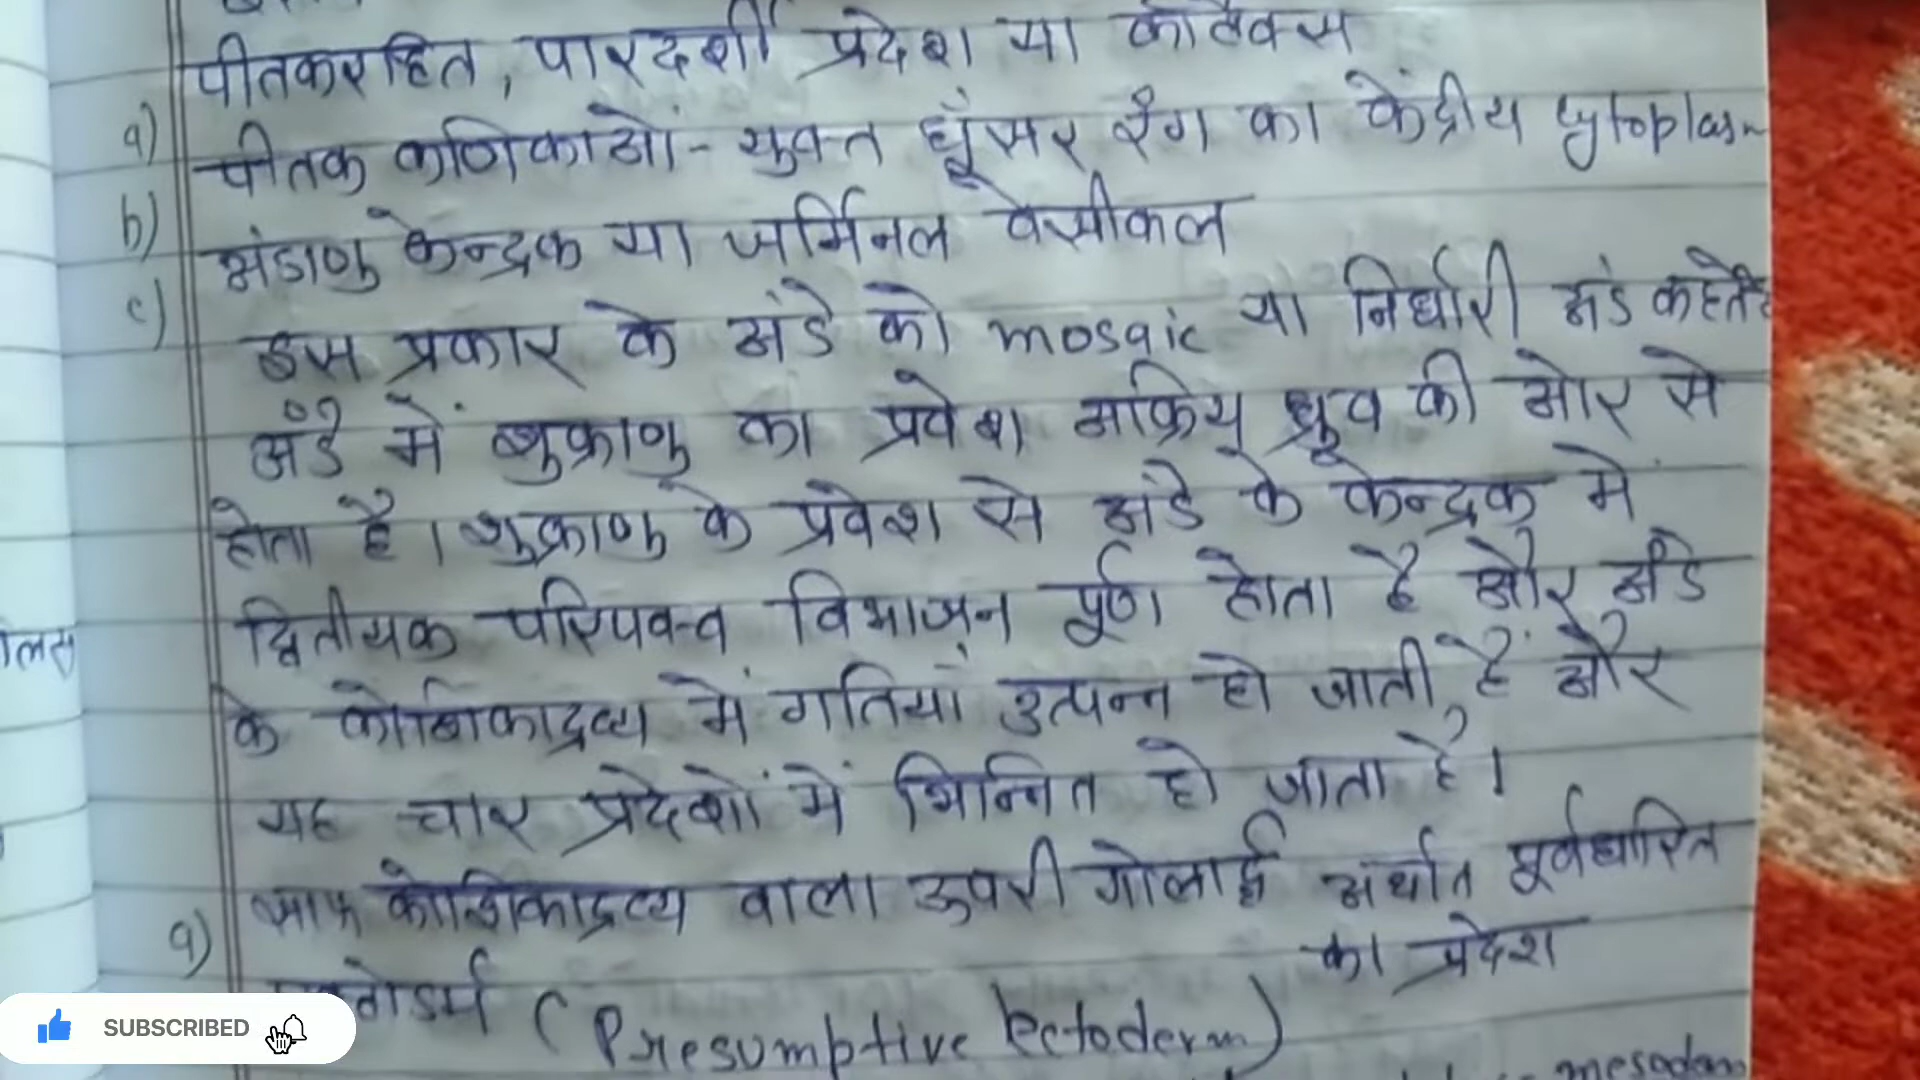 पीतकरहित, पारदर्शी प्रदेश या कोर्टेक्स
a) पीतक कणिकाओं-युक्त धूँसर रंग का केंद्रीय cytoplasm
b) अंडाणु केन्द्रक या जर्मिनल वेसीकल
c) इस प्रकार के अंडे को mosaic या निर्धारी अंड कहते है
अंडे में शुक्राणु का प्रवेश सक्रिय ध्रुव की ओर से
होता है। शुक्राणु के प्रवेश से अंडे के केन्द्रक में
द्वितीयक परिपक्व विभाजन पूर्ण होता है और अंडे
के कोशिकाद्रव्य में गतियाँ उत्पन्न हो जाती है और
यह चार प्रदेशों में भिन्नित हो जाता है।
a) साफ कोशिकाद्रव्य वाला ऊपरी गोलार्द्ध अर्थात पूर्वधारित
का प्रदेश
(Presumptive Ectoderm)
mesoderm
SUBSCRIBED